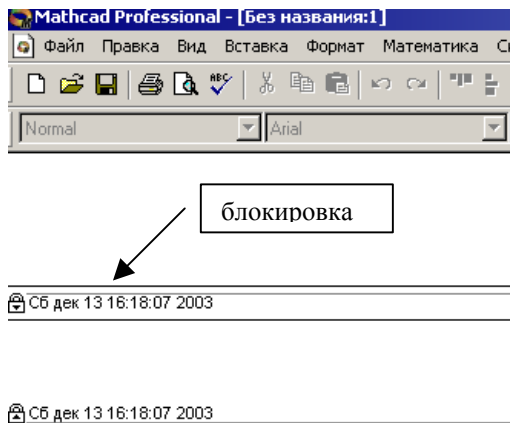 Mathcad Professional - [Без названия:1]
Файл Правка Вид Вставка Формат Математика
Normal Arial
блокировка
Сб дек 13 16:18:07 2003
Сб дек 13 16:18:07 2003